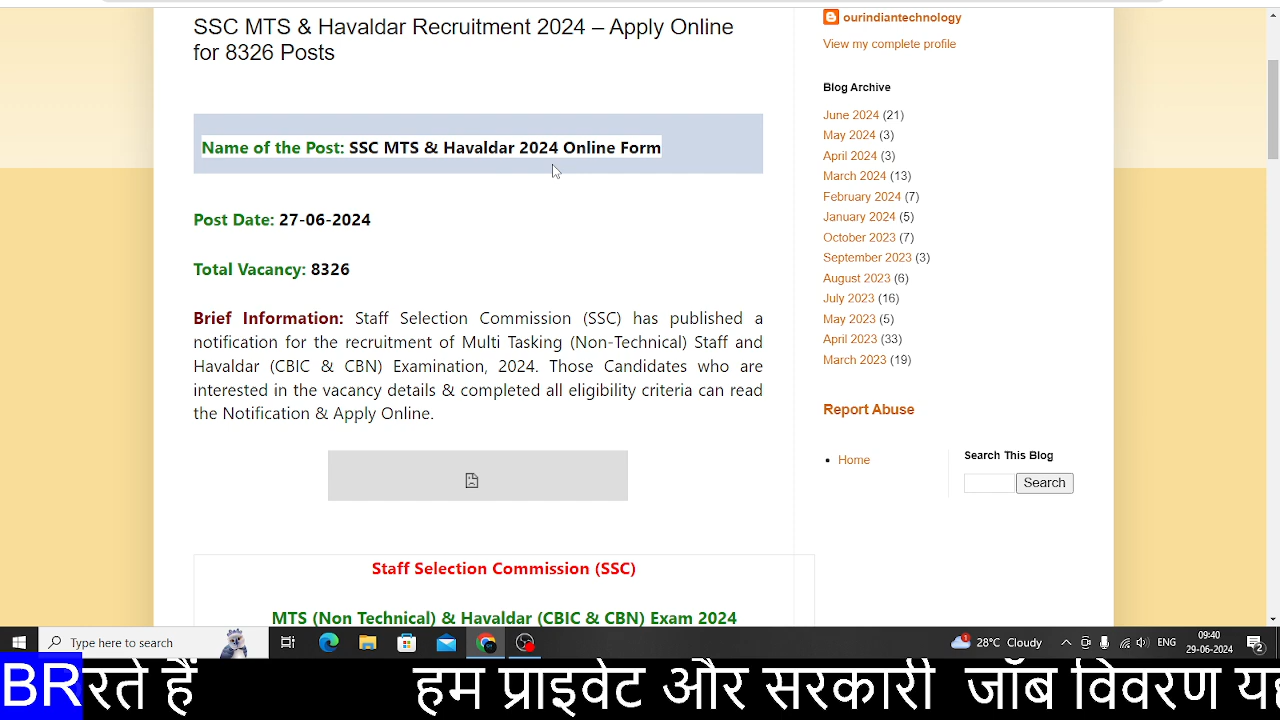 SSC MTS & Havaldar Recruitment 2024 – Apply Online
for 8326 Posts
Name of the Post: SSC MTS & Havaldar 2024 Online Form
Post Date: 27-06-2024
Total Vacancy: 8326
Brief Information: Staff Selection Commission (SSC) has published a
notification for the recruitment of Multi Tasking (Non-Technical) Staff and
Havaldar (CBIC & CBN) Examination, 2024. Those Candidates who are
interested in the vacancy details & completed all eligibility criteria can read
the Notification & Apply Online.
Staff Selection Commission (SSC)
MTS (Non Technical) & Havaldar (CBIC & CBN) Exam 2024
ourindiantechnology
View my complete profile
Blog Archive
June 2024 (21)
May 2024 (3)
April 2024 (3)
March 2024 (13)
February 2024 (7)
January 2024 (5)
October 2023 (7)
September 2023 (3)
August 2023 (6)
July 2023 (16)
May 2023 (5)
April 2023 (33)
March 2023 (19)
Report Abuse
Home
Search This Blog
Search
Type here to search
1
28°C Cloudy
ENG
09:40
29-06-2024
2
BR रते हैं हम प्राइवेट और सरकारी जॉब विवरण